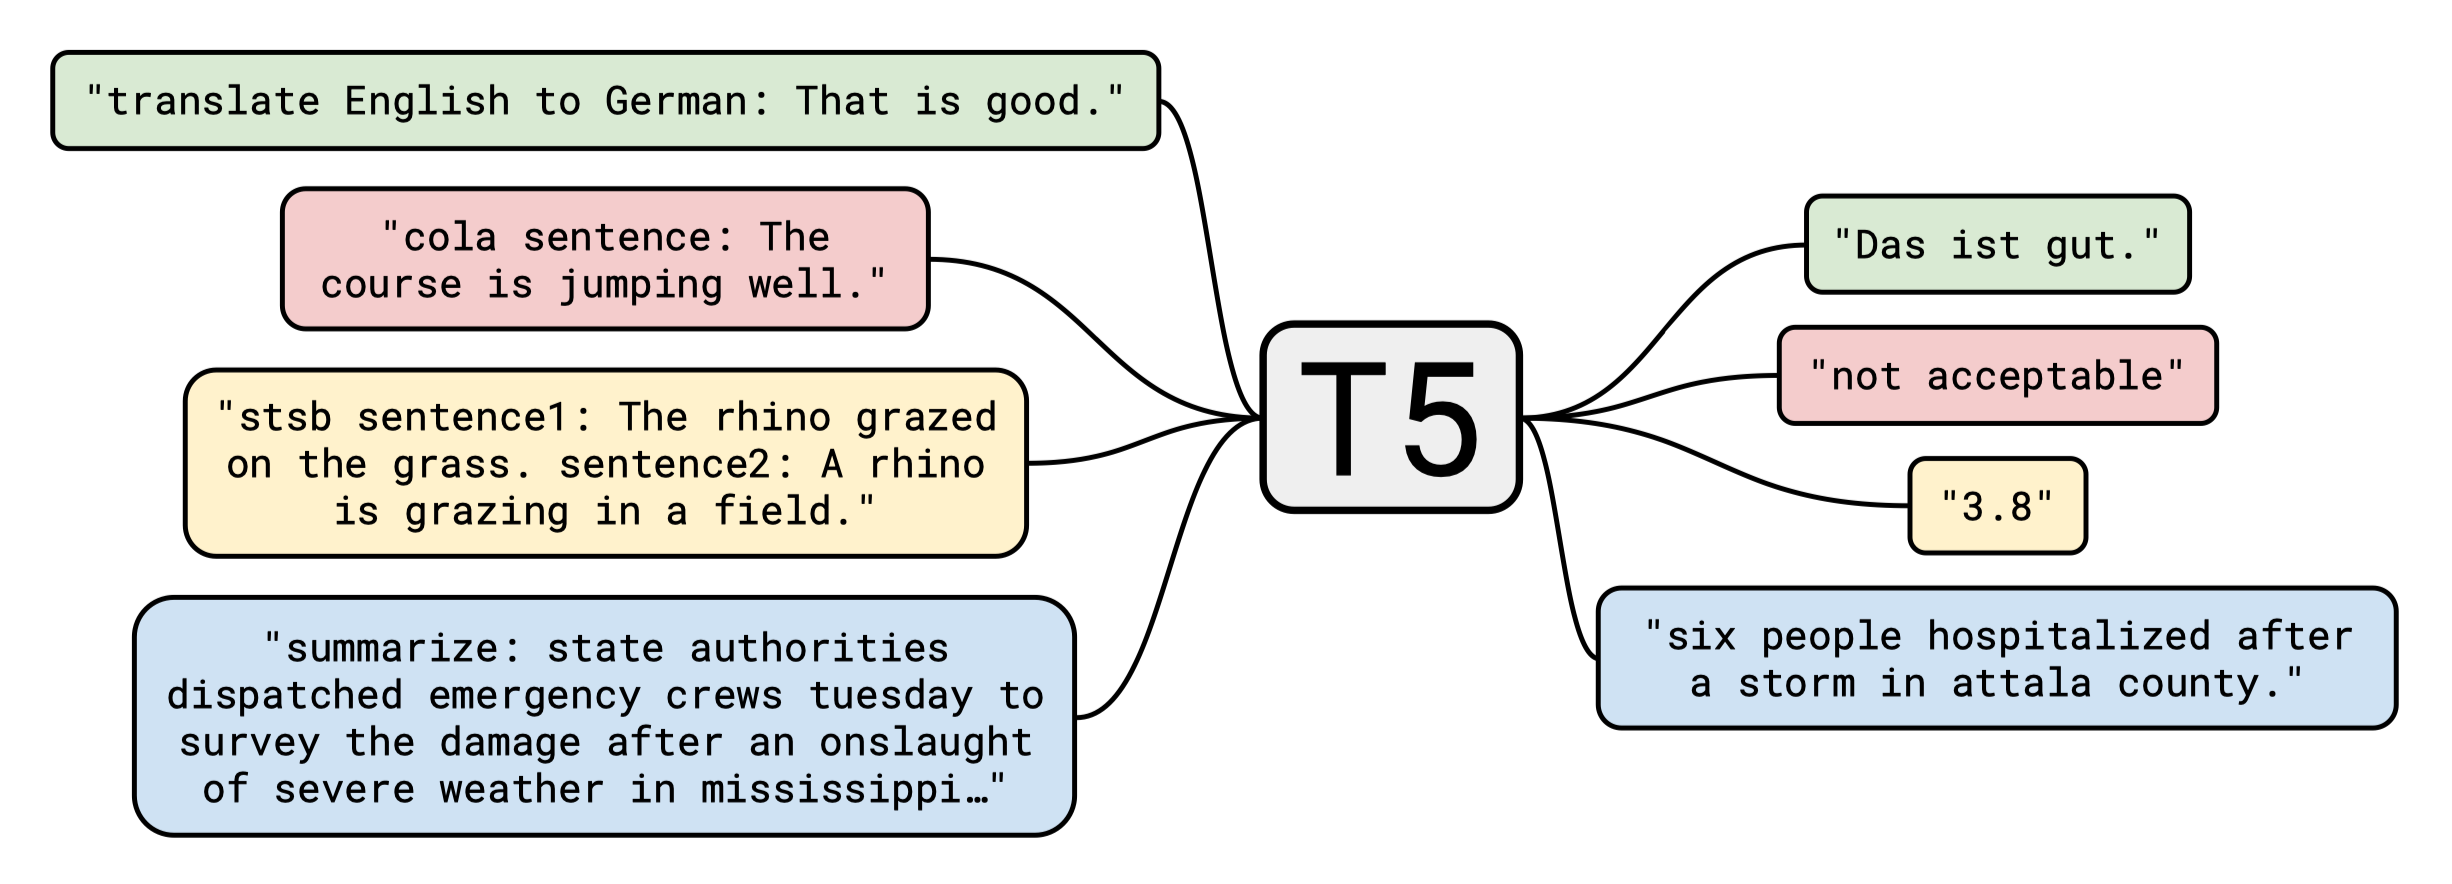 "translate English to German: That is good."
"cola sentence: The
course is jumping well."
"stsb sentence1: The rhino grazed
on the grass. sentence2: A rhino
is grazing in a field."
"summarize: state authorities
dispatched emergency crews tuesday to
survey the damage after an onslaught
of severe weather in mississippi…"
T5
"Das ist gut."
"not acceptable"
"3.8"
"six people hospitalized after
a storm in attala county."